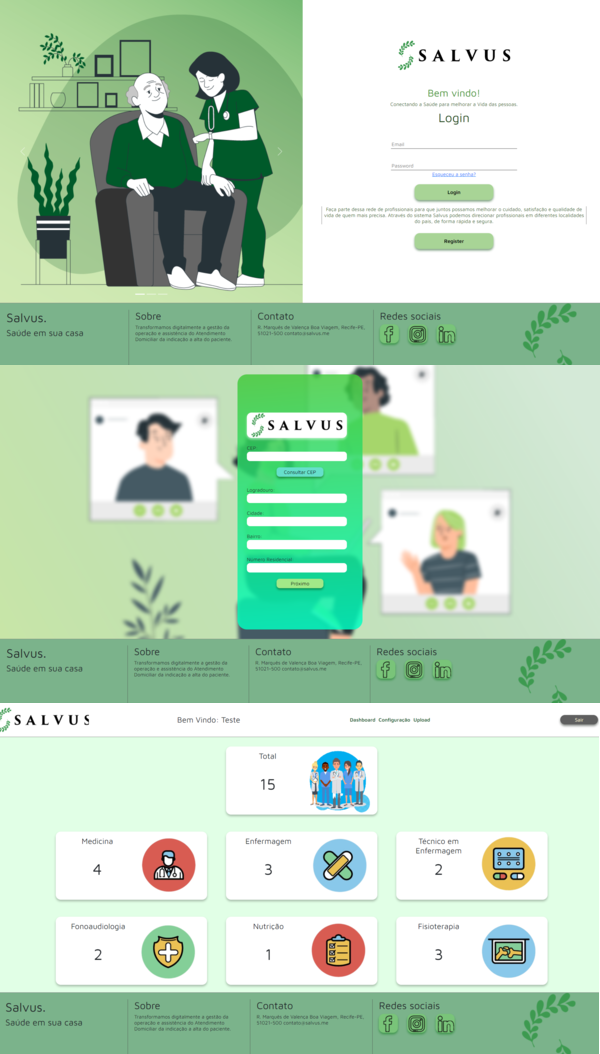 SALVUS
Bem vindo!
Conectando a Saúde para melhorar a Vida das pessoas.
Login
Email
Password
Esqueceu a senha?
Login
Faça parte dessa rede de profissionais para que juntos possamos melhorar o cuidado, satisfação e qualidade de
vida de quem mais precisa. Através do sistema Salvus podemos direcionar profissionais em diferentes localidades
do país, de forma rápida e segura.
Register
Salvus.
Saúde em sua casa
Sobre
Transformamos digitalmente a gestão da
operação e assistência do Atendimento
Domiciliar da indicação a alta do paciente.
Contato
R. Marquês de Valença Boa Viagem, Recife-PE,
51021-500 contato@salvus.me
Redes sociais
SALVUS
CEP
Consultar CEP
Logradouro
Cidade
Bairro
Número Residencial
Próximo
Salvus.
Saúde em sua casa
Sobre
Transformamos digitalmente a gestão da
operação e assistência do Atendimento
Domiciliar da indicação a alta do paciente.
Contato
R. Marquês de Valença Boa Viagem, Recife-PE,
51021-500 contato@salvus.me
Redes sociais
SALVUS
Bem Vindo: Teste
Dashboard Configuração Upload
Sair
Total
15
Medicina
4
Enfermagem
3
Técnico em
Enfermagem
2
Fonoaudiologia
2
Nutrição
1
Fisioterapia
3
Salvus.
Saúde em sua casa
Sobre
Transformamos digitalmente a gestão da
operação e assistência do Atendimento
Domiciliar da indicação a alta do paciente.
Contato
R. Marquês de Valença Boa Viagem, Recife-PE,
51021-500 contato@salvus.me
Redes sociais